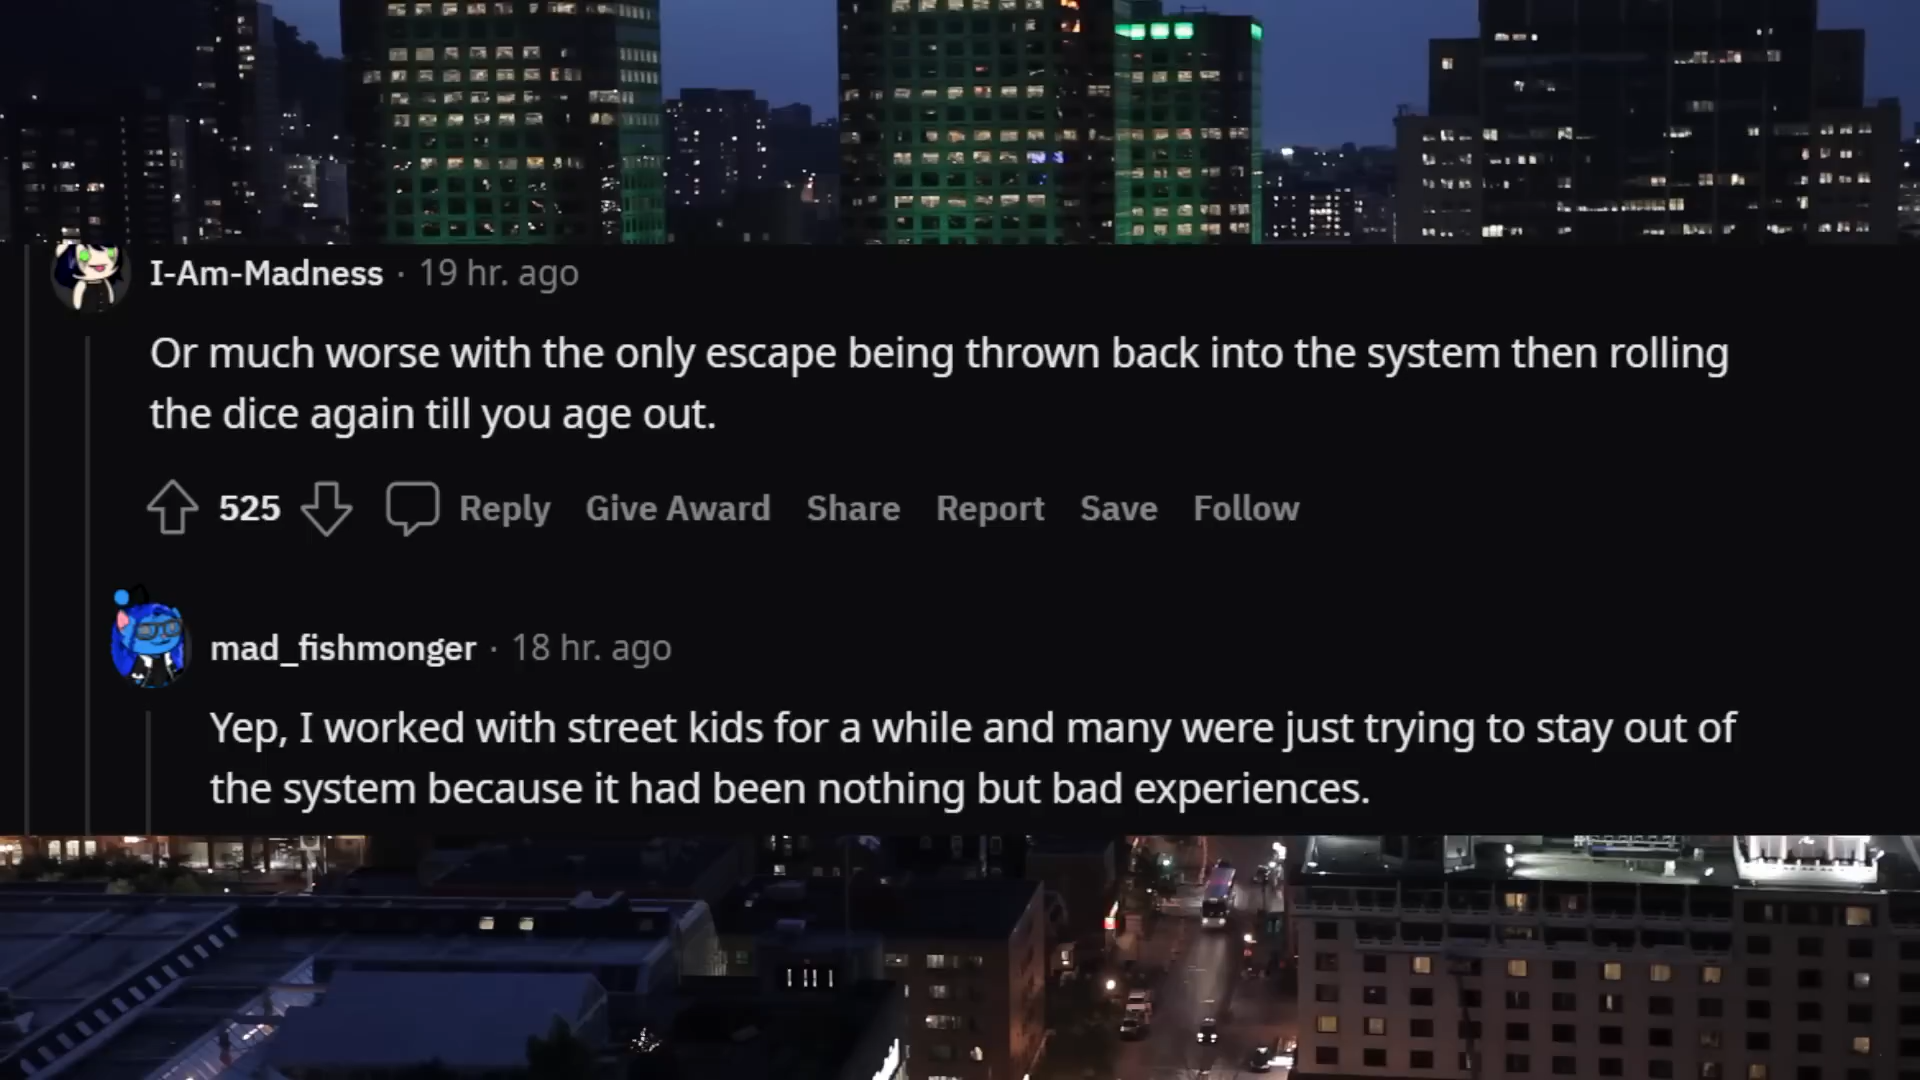 I-Am-Madness · 19 hr. ago
Or much worse with the only escape being thrown back into the system then rolling
the dice again till you age out.
525 Reply Give Award Share Report Save Follow
mad_fishmonger · 18 hr. ago
Yep, I worked with street kids for a while and many were just trying to stay out of
the system because it had been nothing but bad experiences.